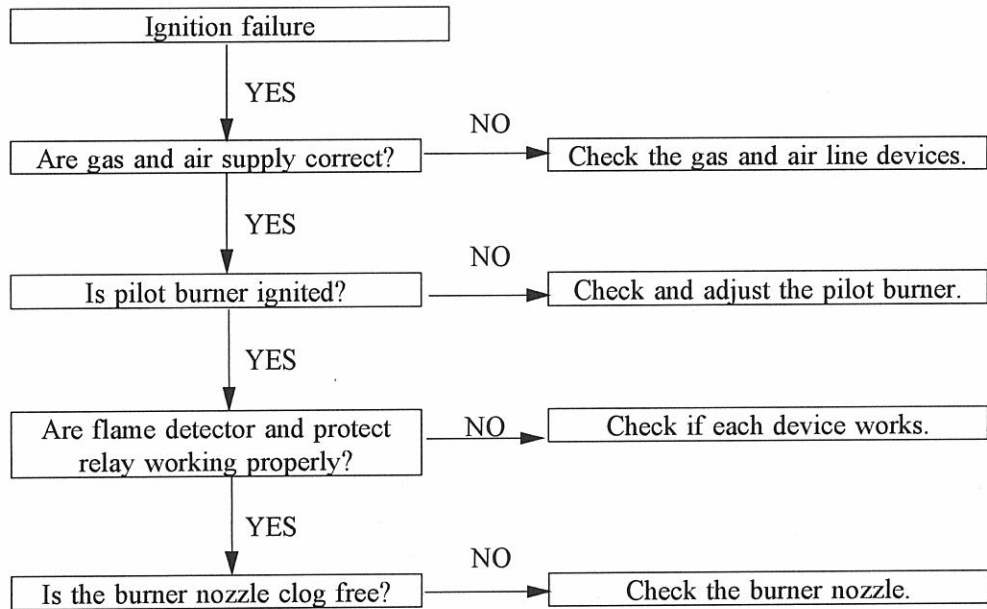 Ignition failure
YES
NO
Are gas and air supply correct?
Check the gas and air line devices.
YES
NO
Is pilot burner ignited?
Check and adjust the pilot burner.
YES
Are flame detector and protect
relay working properly?
NO
Check if each device works.
YES
NO
Is the burner nozzle clog free?
Check the burner nozzle.